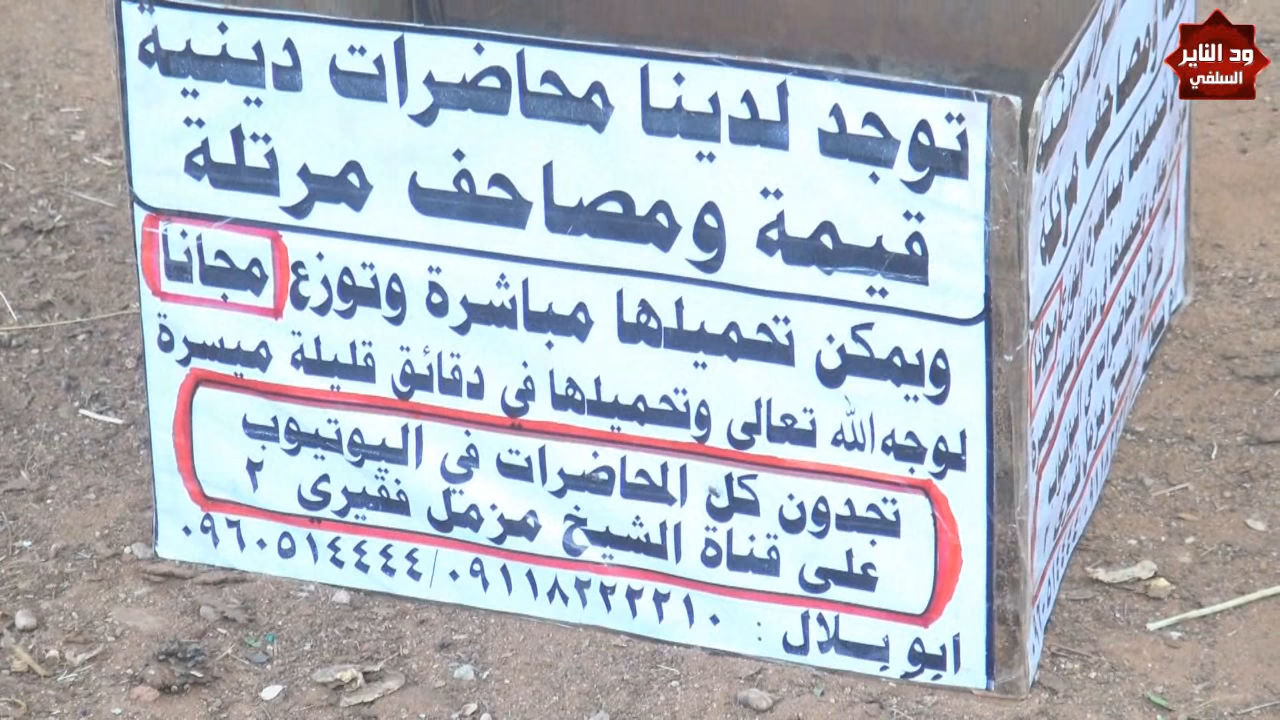 توجد لدينا محاضرات دينية
قيمة ومصاحف مرتلة
ويمكن تحميلها مباشرة وتوزع مجاناً
لوجه الله تعالى وتحميلها في دقائق قليلة ميسرة
تجدون كل المحاضرات في اليوتيوب
على قناة الشيخ مزمل فقيري ٢
ابو بلال : ٠٩١١٨٢٢٢٢١٠/٠٩٦٠٥١٤٤٤٤
ود الناير
السلفي